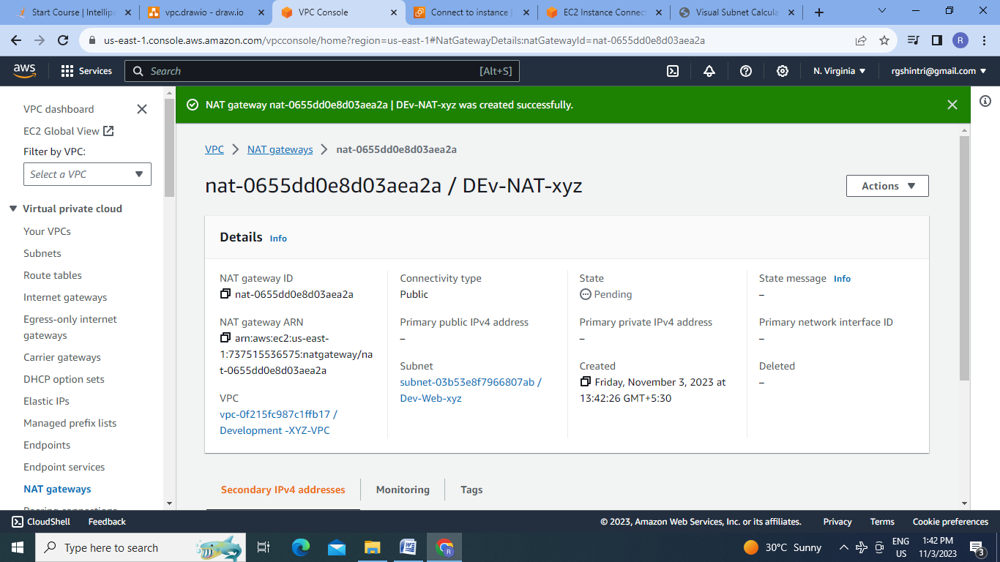 Start Course | Intellipa
vpc.drawio - draw.io
VPC Console
Connect to instance |
EC2 Instance Connect
Visual Subnet Calcula
us-east-1.console.aws.amazon.com/vpcconsole/home?region=us-east-1#NatGatewayDetails:natGatewayId=nat-0655dd0e8d03aea2a
R
aws
Services
Search
[Alt+S]
N. Virginia
rgshintri@gmail.com
VPC dashboard
EC2 Global View
Filter by VPC:
Select a VPC
Virtual private cloud
Your VPCs
Subnets
Route tables
Internet gateways
Egress-only internet
gateways
Carrier gateways
DHCP option sets
Elastic IPs
Managed prefix lists
Endpoints
Endpoint services
NAT gateways
Peering connections
NAT gateway nat-0655dd0e8d03aea2a | DEv-NAT-xyz was created successfully.
VPC
NAT gateways
nat-0655dd0e8d03aea2a
nat-0655dd0e8d03aea2a / DEv-NAT-xyz
Actions
Details Info
NAT gateway ID
nat-0655dd0e8d03aea2a
NAT gateway ARN
arn:aws:ec2:us-east-
1:737515536575:natgateway/na
t-0655dd0e8d03aea2a
VPC
vpc-0f215fc987c1ffb17 /
Development -XYZ-VPC
Connectivity type
Public
Primary public IPv4 address
–
Subnet
subnet-03b53e8f7966807ab /
Dev-Web-xyz
State
Pending
Primary private IPv4 address
–
Created
Friday, November 3, 2023 at
13:42:26 GMT+5:30
State message Info
–
Primary network interface ID
–
Deleted
–
Secondary IPv4 addresses
Monitoring
Tags
CloudShell
Feedback
© 2023, Amazon Web Services, Inc. or its affiliates.
Privacy
Terms
Cookie preferences
Type here to search
W
R
30°C Sunny
ENG
US
1:42 PM
11/3/2023
3